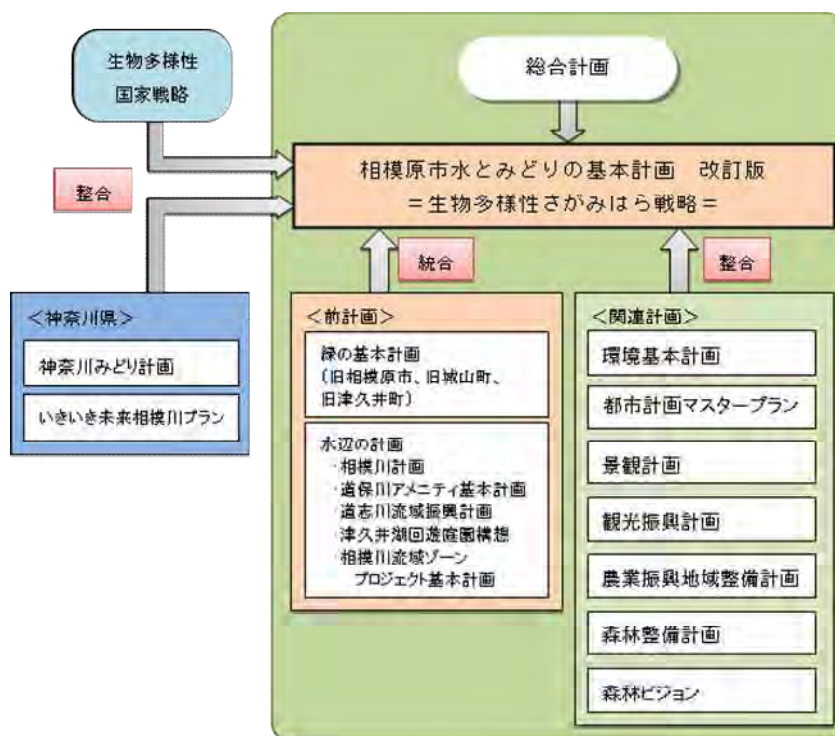 生物多様性
国家戦略
総合計画
相模原市水とみどりの基本計画 改訂版
=生物多様性さがみはら戦略=
整合
統合
整合
<神奈川県>
神奈川みどり計画
いきいき未来相模川プラン
<前計画>
緑の基本計画
(旧相模原市、旧城山町、
旧津久井町)
水辺の計画
・相模川計画
・道保川アメニティ基本計画
・道志川流域振興計画
・津久井湖回遊庭園構想
・相模川流域ゾーン
プロジェクト基本計画
<関連計画>
環境基本計画
都市計画マスタープラン
景観計画
観光振興計画
農業振興地域整備計画
森林整備計画
森林ビジョン